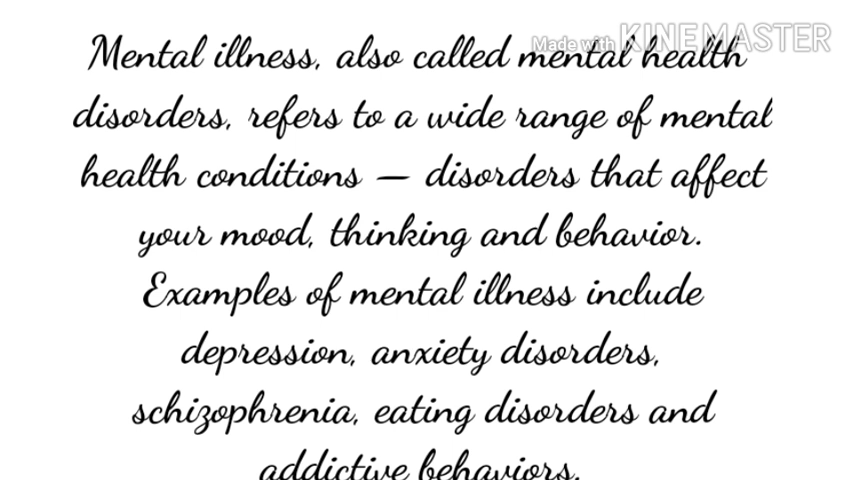 Made with KINEMASTER
Mental illness, also called mental health
disorders, refers to a wide range of mental
health conditions — disorders that affect
your mood, thinking and behavior.
Examples of mental illness include
depression, anxiety disorders,
schizophrenia, eating disorders and
addictive behaviors.